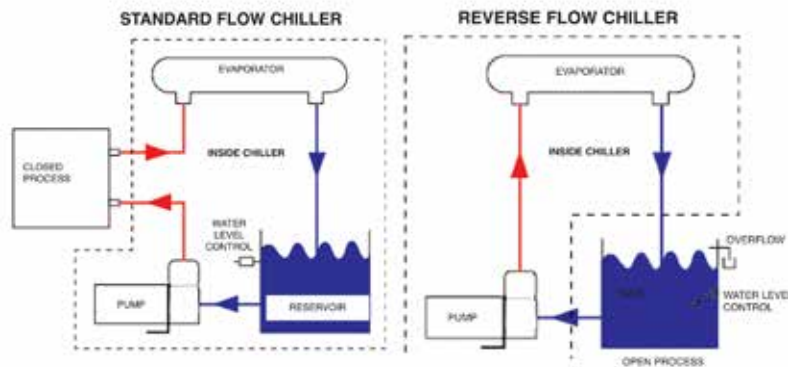 STANDARD FLOW CHILLER
EVAPORATOR
INSIDE CHILLER
CLOSED
PROCESS
WATER
LEVEL
CONTROL
PUMP
RESERVOIR
REVERSE FLOW CHILLER
EVAPORATOR
INSIDE CHILLER
OVERFLOW
WATER LEVEL
CONTROL
PUMP
OPEN PROCESS